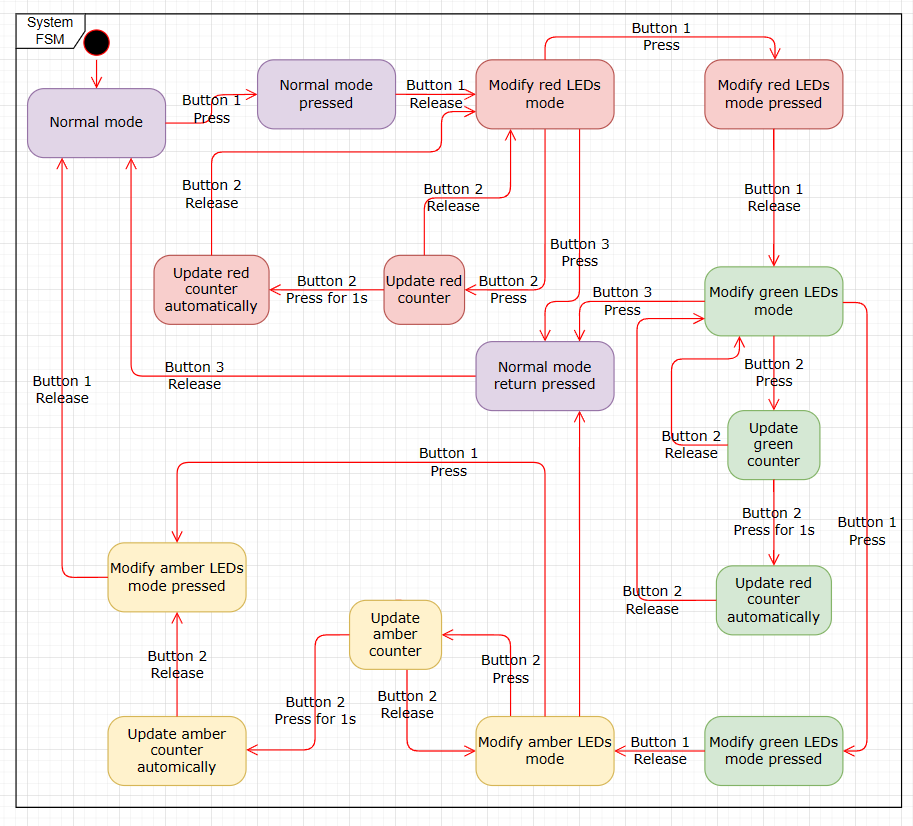 System
FSM
Button 1
Press
Normal mode
pressed
Button 1
Release
Modify red LEDs
mode
Modify red LEDs
mode pressed
Normal mode
Button 1
Press
Button 2
Release
Button 2
Release
Button 1
Release
Button 3
Press
Update red
counter
automatically
Button 2
Press for 1s
Update red
counter
Button 2
Press
Button 3
Press
Modify green LEDs
mode
Button 1
Release
Button 3
Release
Normal mode
return pressed
Button 2
Press
Button 2
Release
Update
green
counter
Button 1
Press
Button 2
Press for 1s
Button 1
Press
Modify amber LEDs
mode pressed
Button 2
Release
Update red
counter
automatically
Button 2
Release
Update
amber
counter
Button 2
Press
Button 2
Press for 1s
Button 2
Release
Update amber
counter
automically
Modify amber LEDs
mode
Button 1
Release
Modify green LEDs
mode pressed